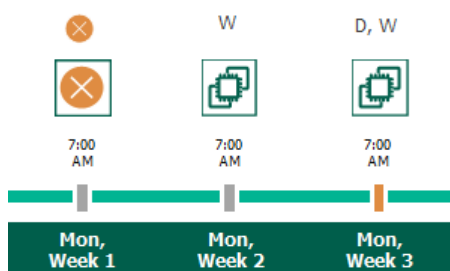 W
D, W
7:00
AM
7:00
AM
7:00
AM
Mon,
Week 1
Mon,
Week 2
Mon,
Week 3